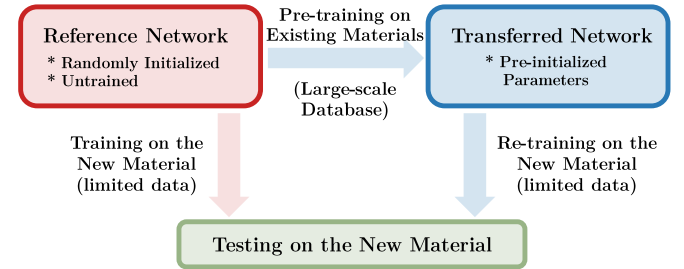 Reference Network
* Randomly Initialized
* Untrained
Pre-training on
Existing Materials
(Large-scale
Database)
Transferred Network
* Pre-initialized
Parameters
Training on the
New Material
(limited data)
Re-training on the
New Material
(limited data)
Testing on the New Material